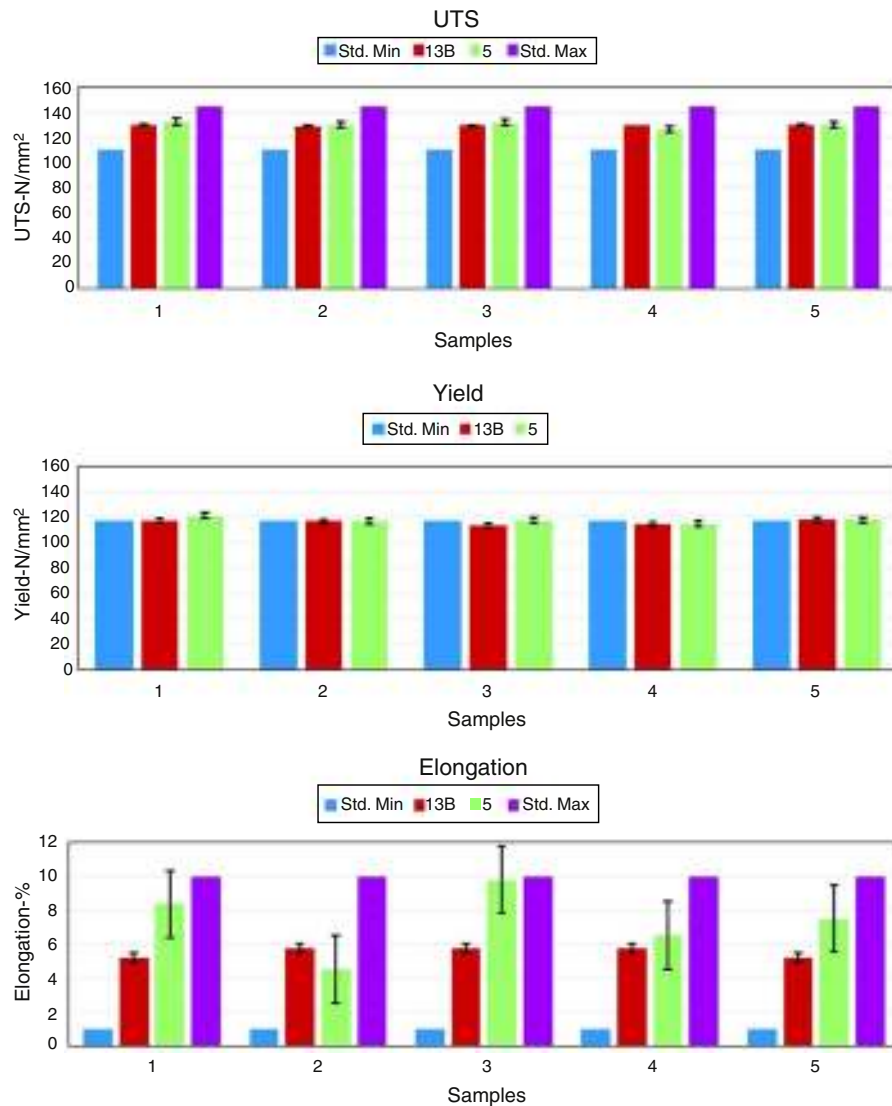 UTS
Std. Min 13B 5 Std. Max
UTS-N/mm²
160
140
120
100
80
60
40
20
0
1 2 3 4 5
Samples
Yield
Std. Min 13B 5
Yield-N/mm²
160
140
120
100
80
60
40
20
0
1 2 3 4 5
Samples
Elongation
Std. Min 13B 5 Std. Max
Elongation-%
12
10
8
6
4
2
0
1 2 3 4 5
Samples